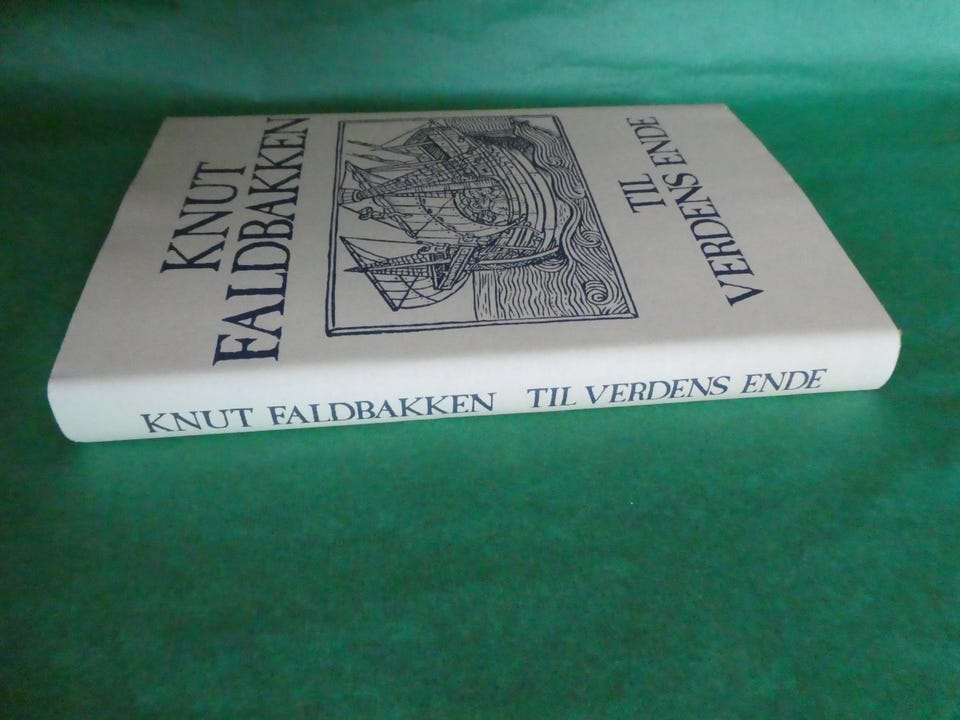 KNUT
FALDBAKKEN
TIL
VERDENS ENDE
KNUT FALDBAKKEN TIL VERDENS ENDE